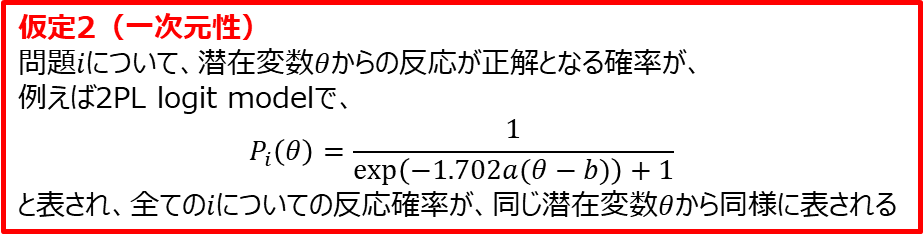 仮定2（一次元性）
問題𝑖について、潜在変数𝜃からの反応が正解となる確率が、
例えば2PL logit modelで、
𝑃ᵢ(𝜃) = 1 / (exp(−1.702𝑎(𝜃 − 𝑏)) + 1)
と表され、全ての𝑖についての反応確率が、同じ潜在変数𝜃から同様に表される